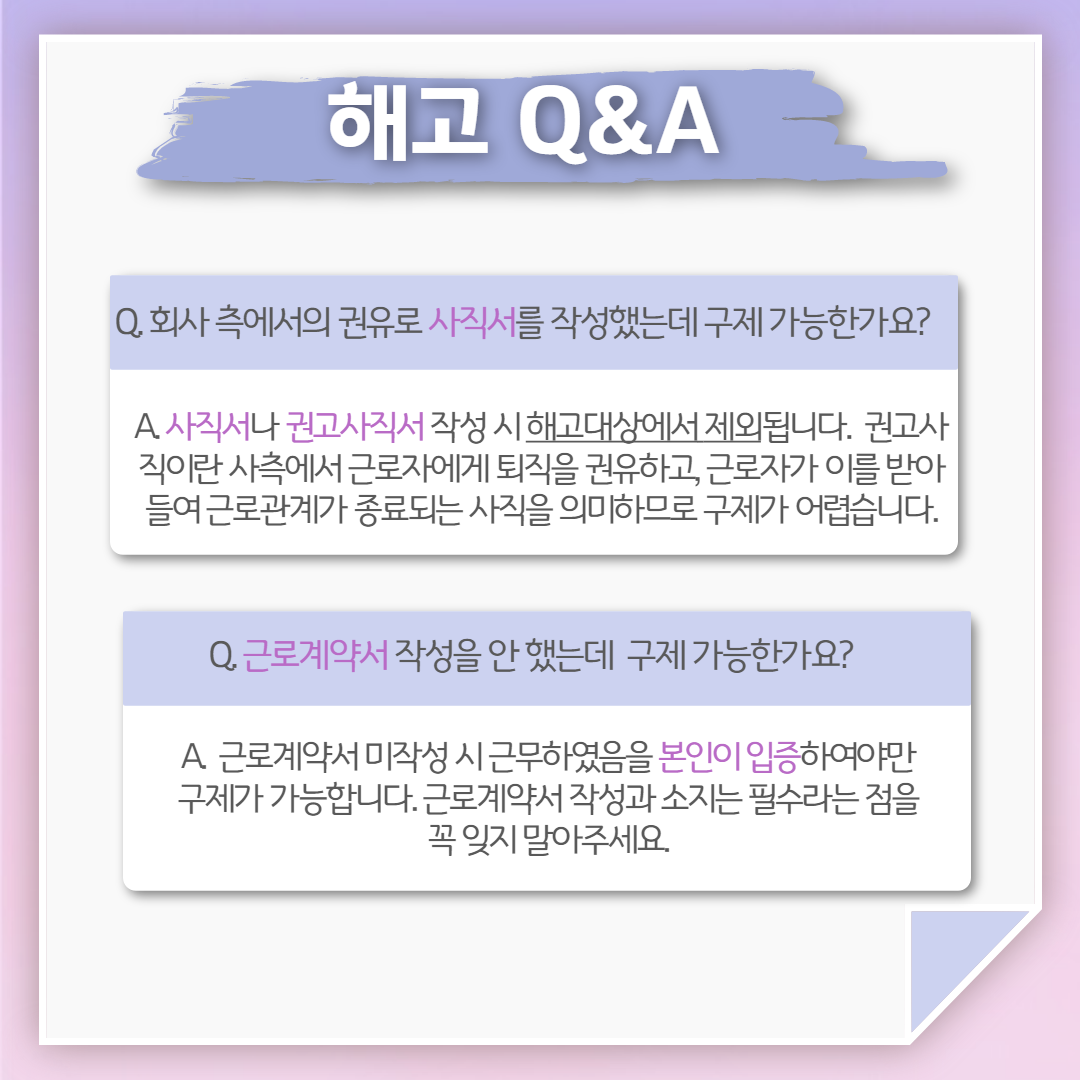 해고 Q&A
Q. 회사 측에서의 권유로 사직서를 작성했는데 구제 가능한가요?
A. 사직서나 권고사직서 작성 시 해고대상에서 제외됩니다. 권고사
직이란 사측에서 근로자에게 퇴직을 권유하고, 근로자가 이를 받아
들여 근로관계가 종료되는 사직을 의미하므로 구제가 어렵습니다.
Q. 근로계약서 작성을 안 했는데 구제 가능한가요?
A. 근로계약서 미작성 시 근무하였음을 본인이 입증하여야만
구제가 가능합니다. 근로계약서 작성과 소지는 필수라는 점을
꼭 잊지 말아주세요.